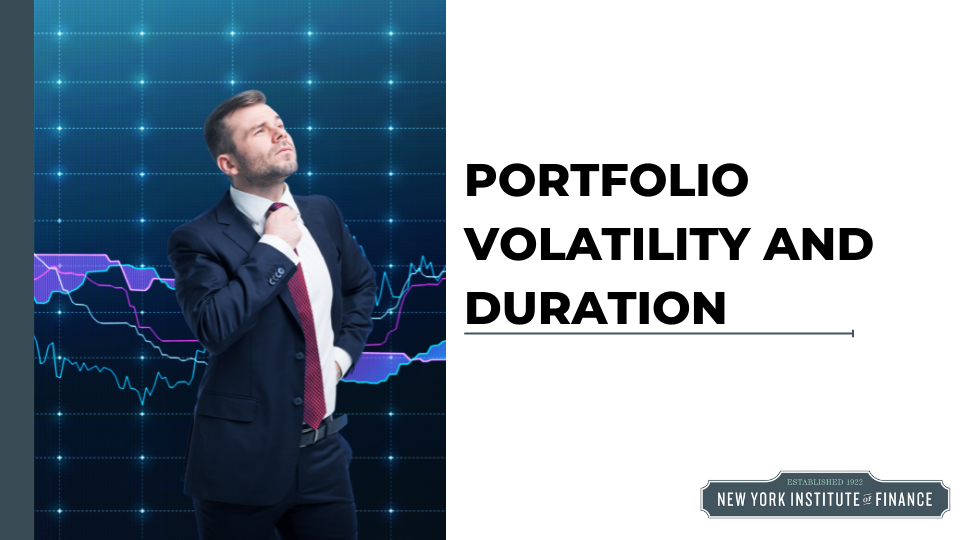 PORTFOLIO
VOLATILITY AND
DURATION
ESTABLISHED 1922
NEW YORK INSTITUTE of FINANCE